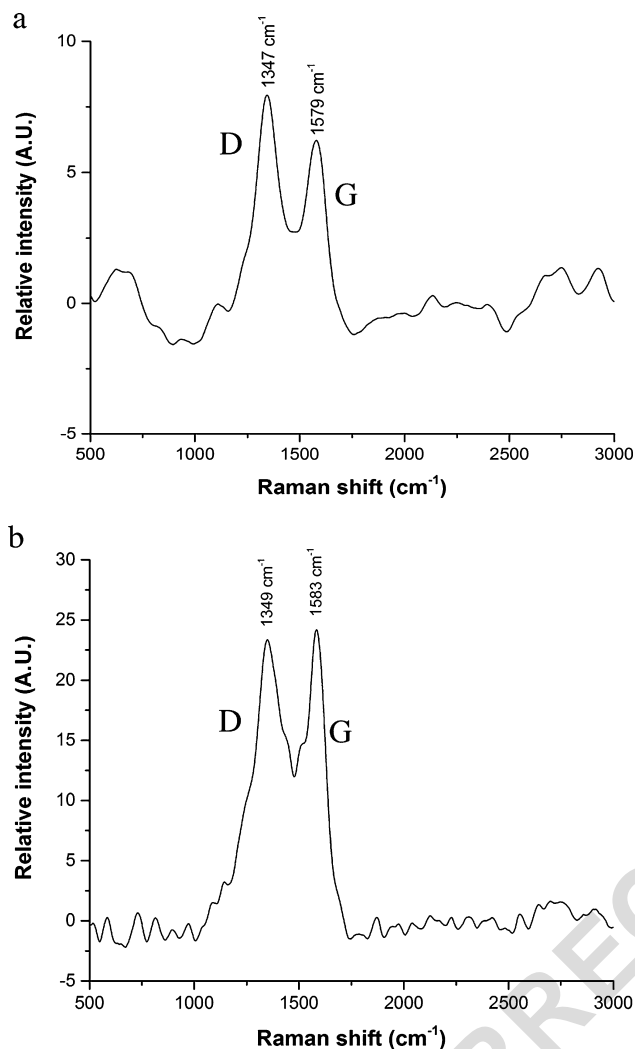 a
10
5
0
-5
500
1000
1500
2000
2500
3000
Relative intensity (A.U.)
Raman shift (cm⁻¹)
1347 cm⁻¹
1579 cm⁻¹
D
G
b
30
25
20
15
10
5
0
-5
500
1000
1500
2000
2500
3000
Relative intensity (A.U.)
Raman shift (cm⁻¹)
1349 cm⁻¹
1583 cm⁻¹
D
G
RREC